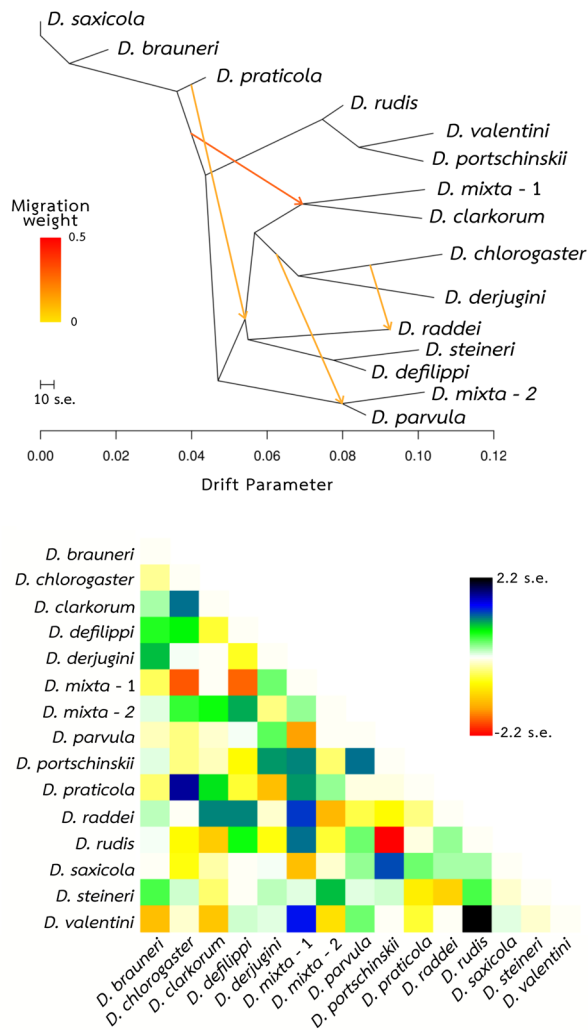 D. saxicola
D. brauneri
D. praticola
D. rudis
D. valentini
D. portschinskii
D. mixta - 1
D. clarkorum
D. chlorogaster
D. derjugini
D. raddei
D. steineri
D. defilippi
D. mixta - 2
D. parvula
Migration
weight
0.5
0
10 s.e.
0.00 0.02 0.04 0.06 0.08 0.10 0.12
Drift Parameter
D. brauneri
D. chlorogaster
D. clarkorum
D. defilippi
D. derjugini
D. mixta - 1
D. mixta - 2
D. parvula
D. portschinskii
D. praticola
D. raddei
D. rudis
D. saxicola
D. steineri
D. valentini
2.2 s.e.
-2.2 s.e.
D. brauneri
D. chlorogaster
D. clarkorum
D. defilippi
D. derjugini
D. mixta - 1
D. mixta - 2
D. parvula
D. portschinskii
D. praticola
D. raddei
D. rudis
D. saxicola
D. steineri
D. valentini